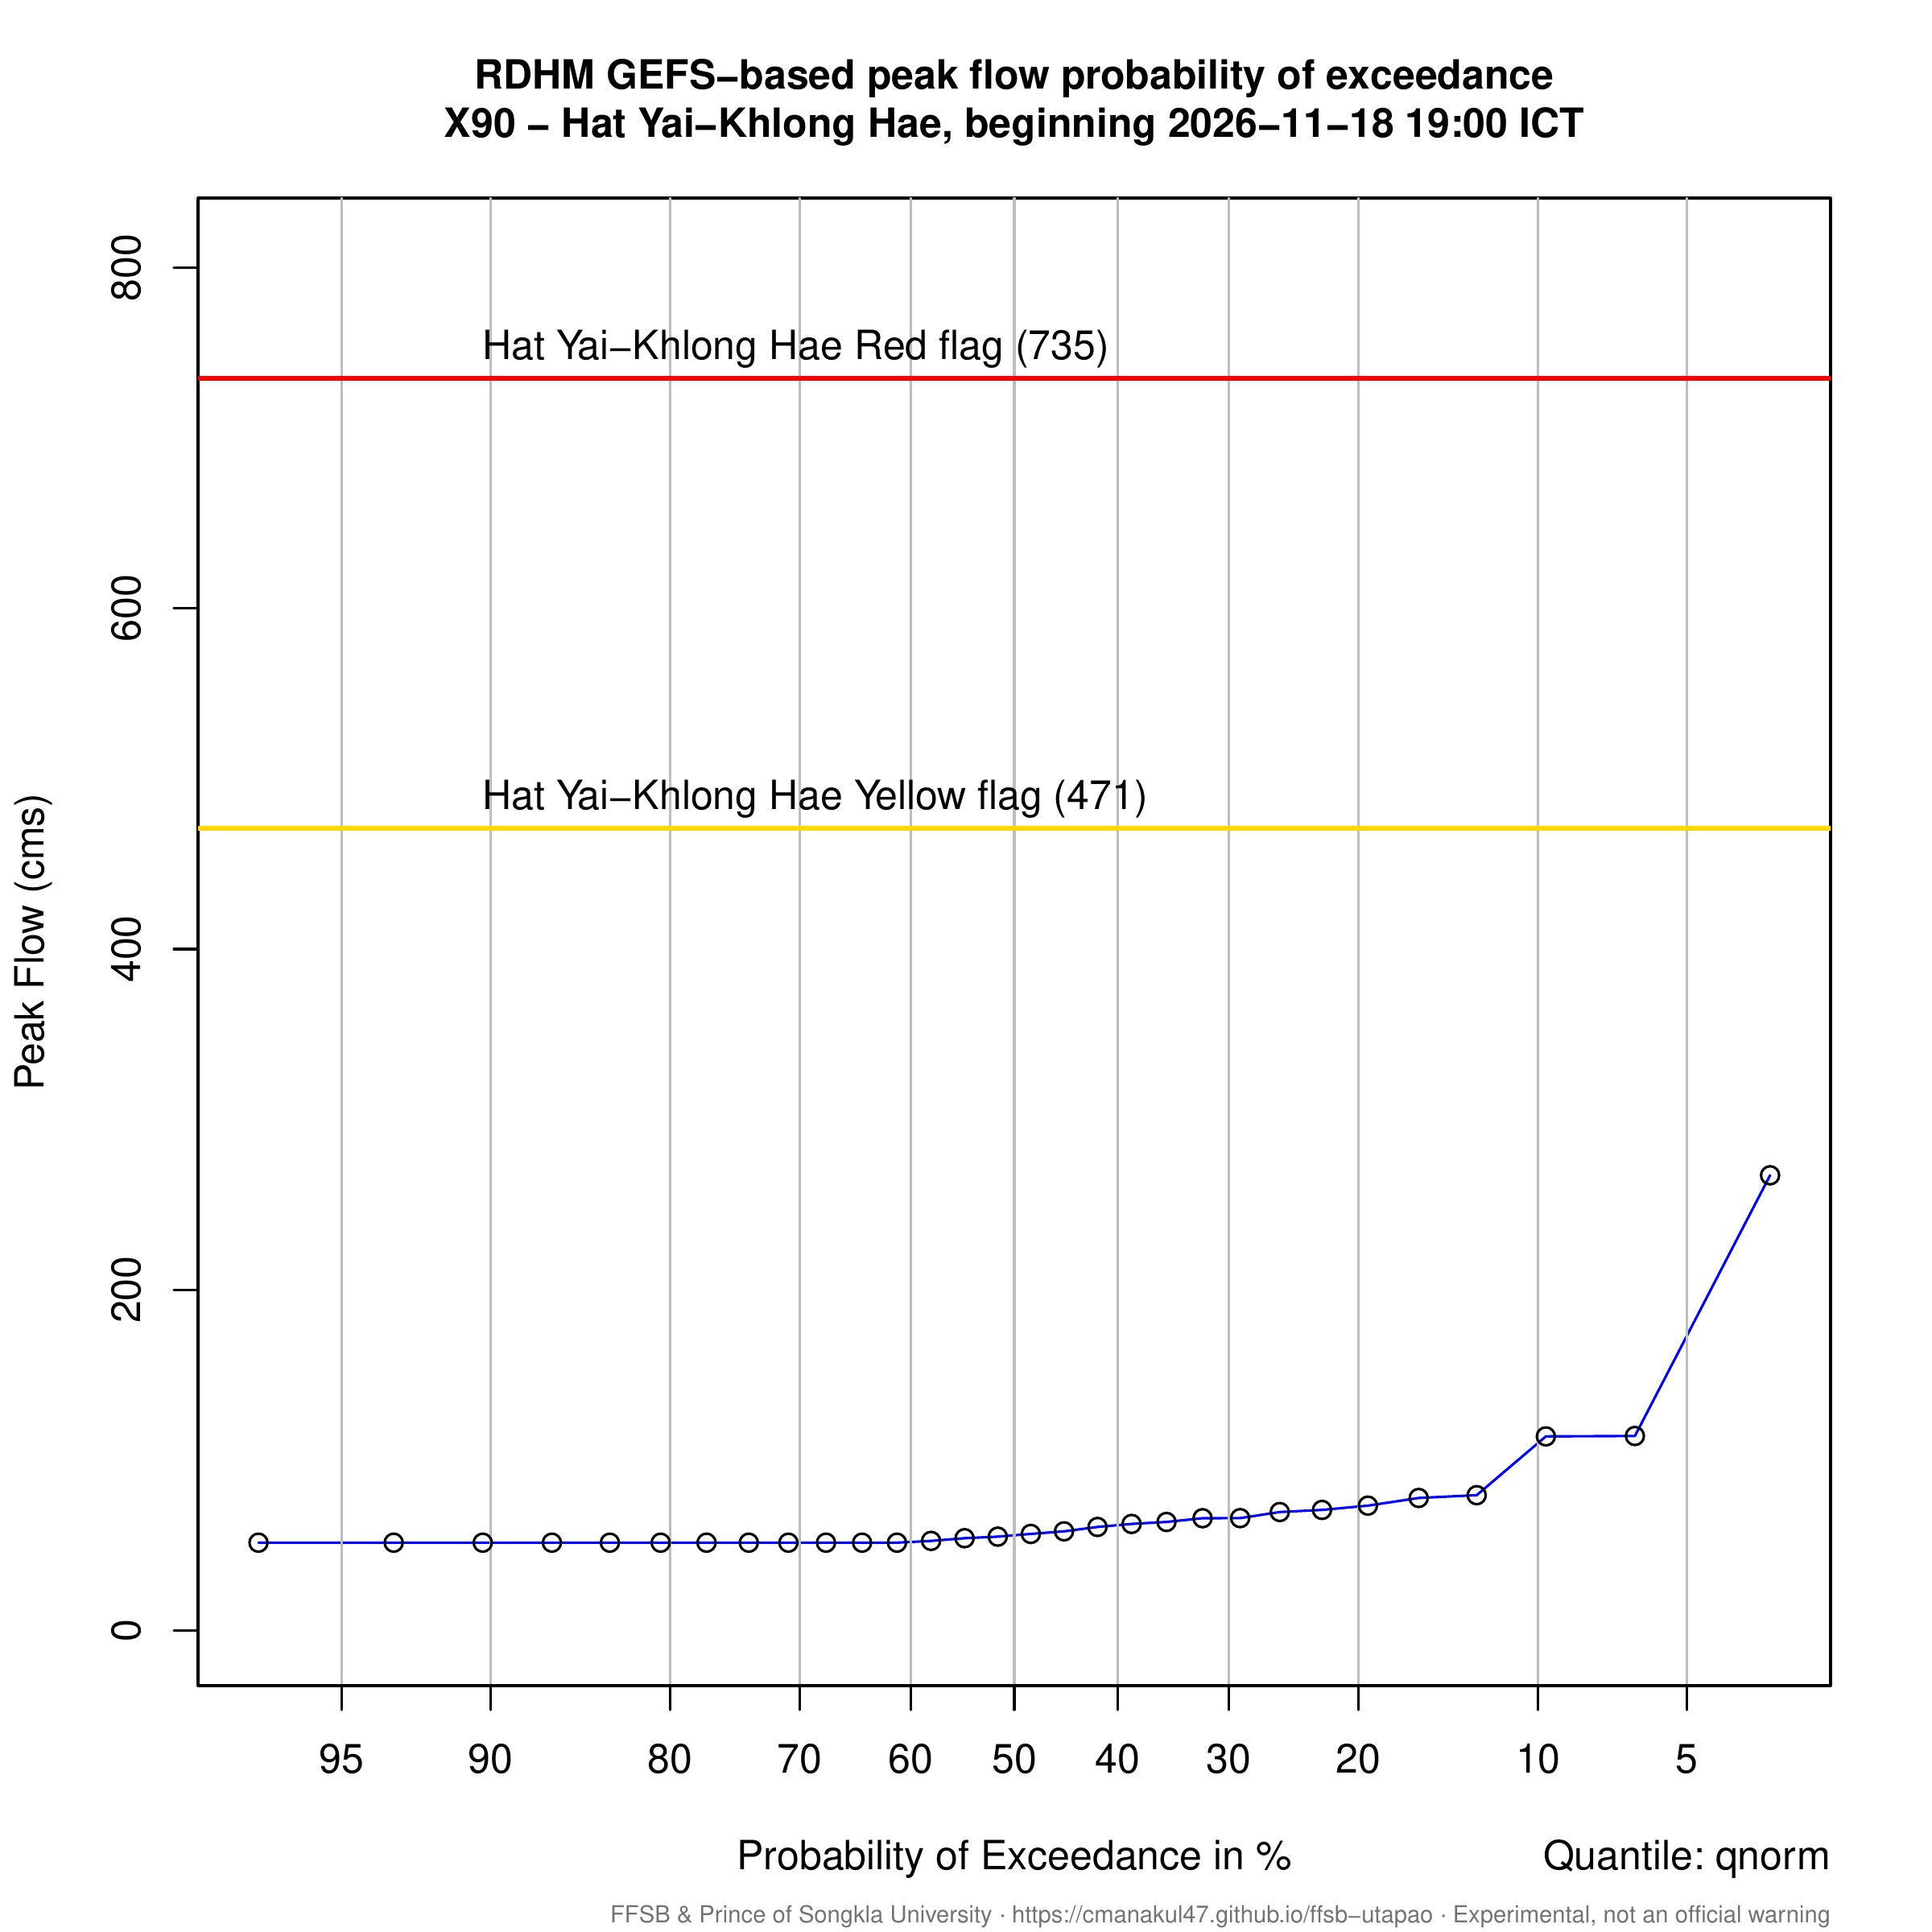 RDHM GEFS–based peak flow probability of exceedance
X90 – Hat Yai–Khlong Hae, beginning 2026–11–18 19:00 ICT
800
Hat Yai–Khlong Hae Red flag (735)
600
Hat Yai–Khlong Hae Yellow flag (471)
400
Peak Flow (cms)
200
0
95 90 80 70 60 50 40 30 20 10 5
Probability of Exceedance in % Quantile: qnorm
FFSB & Prince of Songkla University · https://cmanakul47.github.io/ffsb–utapao · Experimental, not an official warning